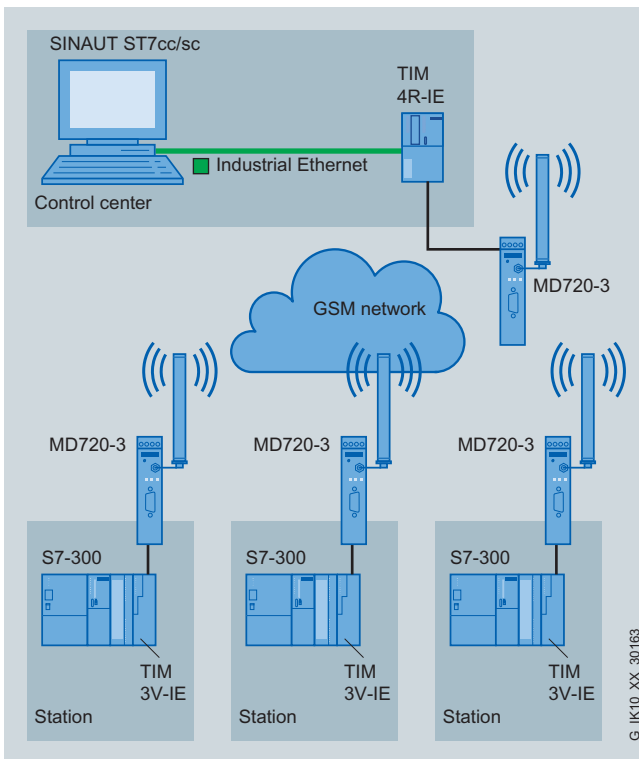 SINAUT ST7cc/sc
TIM
4R-IE
Industrial Ethernet
Control center
MD720-3
GSM network
MD720-3
MD720-3
MD720-3
S7-300
S7-300
S7-300
TIM
3V-IE
TIM
3V-IE
TIM
3V-IE
Station
Station
Station
G_IK10_XX_30163